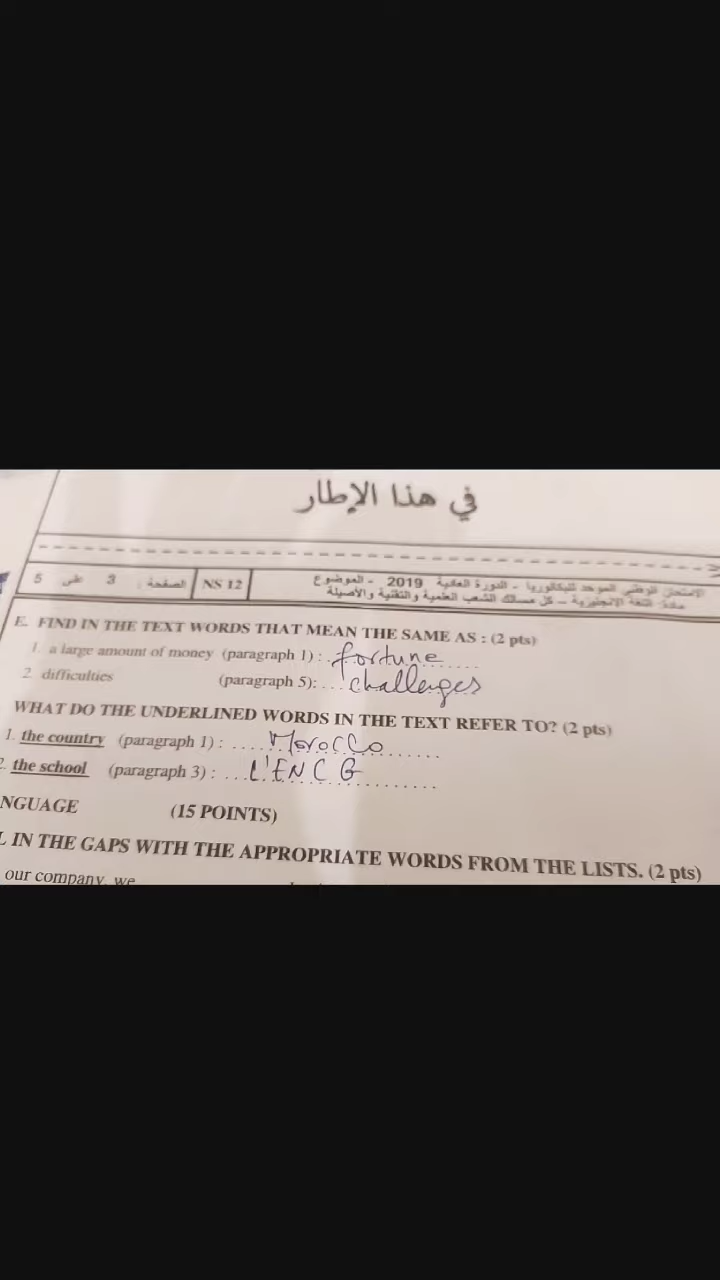 في هذا الإطار
الامتحان الوطني الموحد للبكالوريا - الدورة العادية 2019 - الموضوع
مادة: اللغة الانجليزية - كل مسالك الشعب العلمية والتقنية والأصيلة
NS 12
الصفحة : 3 على 5
E. FIND IN THE TEXT WORDS THAT MEAN THE SAME AS : (2 pts)
1. a large amount of money (paragraph 1) : fortune
2. difficulties (paragraph 5): challenges
WHAT DO THE UNDERLINED WORDS IN THE TEXT REFER TO? (2 pts)
1. the country (paragraph 1) : Morocco
2. the school (paragraph 3) : L'ENCG
NGUAGE (15 POINTS)
L IN THE GAPS WITH THE APPROPRIATE WORDS FROM THE LISTS. (2 pts)
our company, we